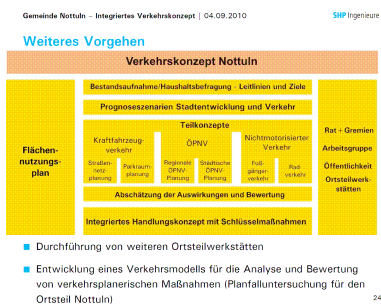 Gemeinde Nottuln – Integriertes Verkehrskonzept | 04.09.2010
SHP Ingenieure
Weiteres Vorgehen
Verkehrskonzept Nottuln
Flächen-
nutzungs-
plan
Bestandsaufnahme/Haushaltsbefragung - Leitlinien und Ziele
Prognoseszenarien Stadtentwicklung und Verkehr
Teilkonzepte
Kraftfahrzeug-
verkehr
ÖPNV
Nichtmotorisierter
Verkehr
Straßen-
netz-
planung
Parkraum-
planung
Regionale
ÖPNV-
Planung
Städtische
ÖPNV-
Planung
Fuß-
gänger-
verkehr
Rad
verkehr
Abschätzung der Auswirkungen und Bewertung
Integriertes Handlungskonzept mit Schlüsselmaßnahmen
Rat + Gremien
Arbeitsgruppe
Öffentlichkeit
Ortsteilwerk-
stätten
Durchführung von weiteren Ortsteilwerkstätten
Entwicklung eines Verkehrsmodells für die Analyse und Bewertung
von verkehrsplanerischen Maßnahmen (Planfalluntersuchung für den
Ortsteil Nottuln)
24